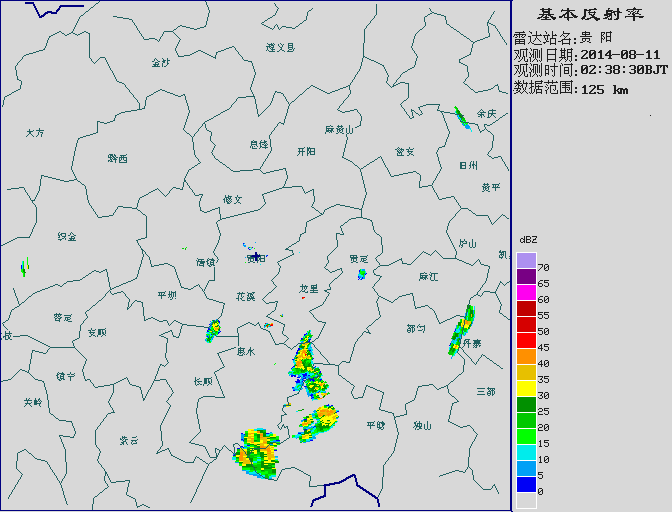 基本反射率
雷达站名:贵 阳
观测日期:2014-08-11
观测时间:02:38:30BJT
数据范围:125 km
遵义县
金沙
余庆
大方
麻黄山
息烽
开阳
瓮安
黔西
旧州
黄平
修文
织金
炉山
清镇
贵阳
贵定
凯
麻江
龙里
平坝
花溪
普定
安顺
都匀
丹寨
枝
惠水
镇宁
长顺
三都
关岭
平塘
独山
紫云
dBZ
70
65
60
55
50
45
40
35
30
25
20
15
10
5
0